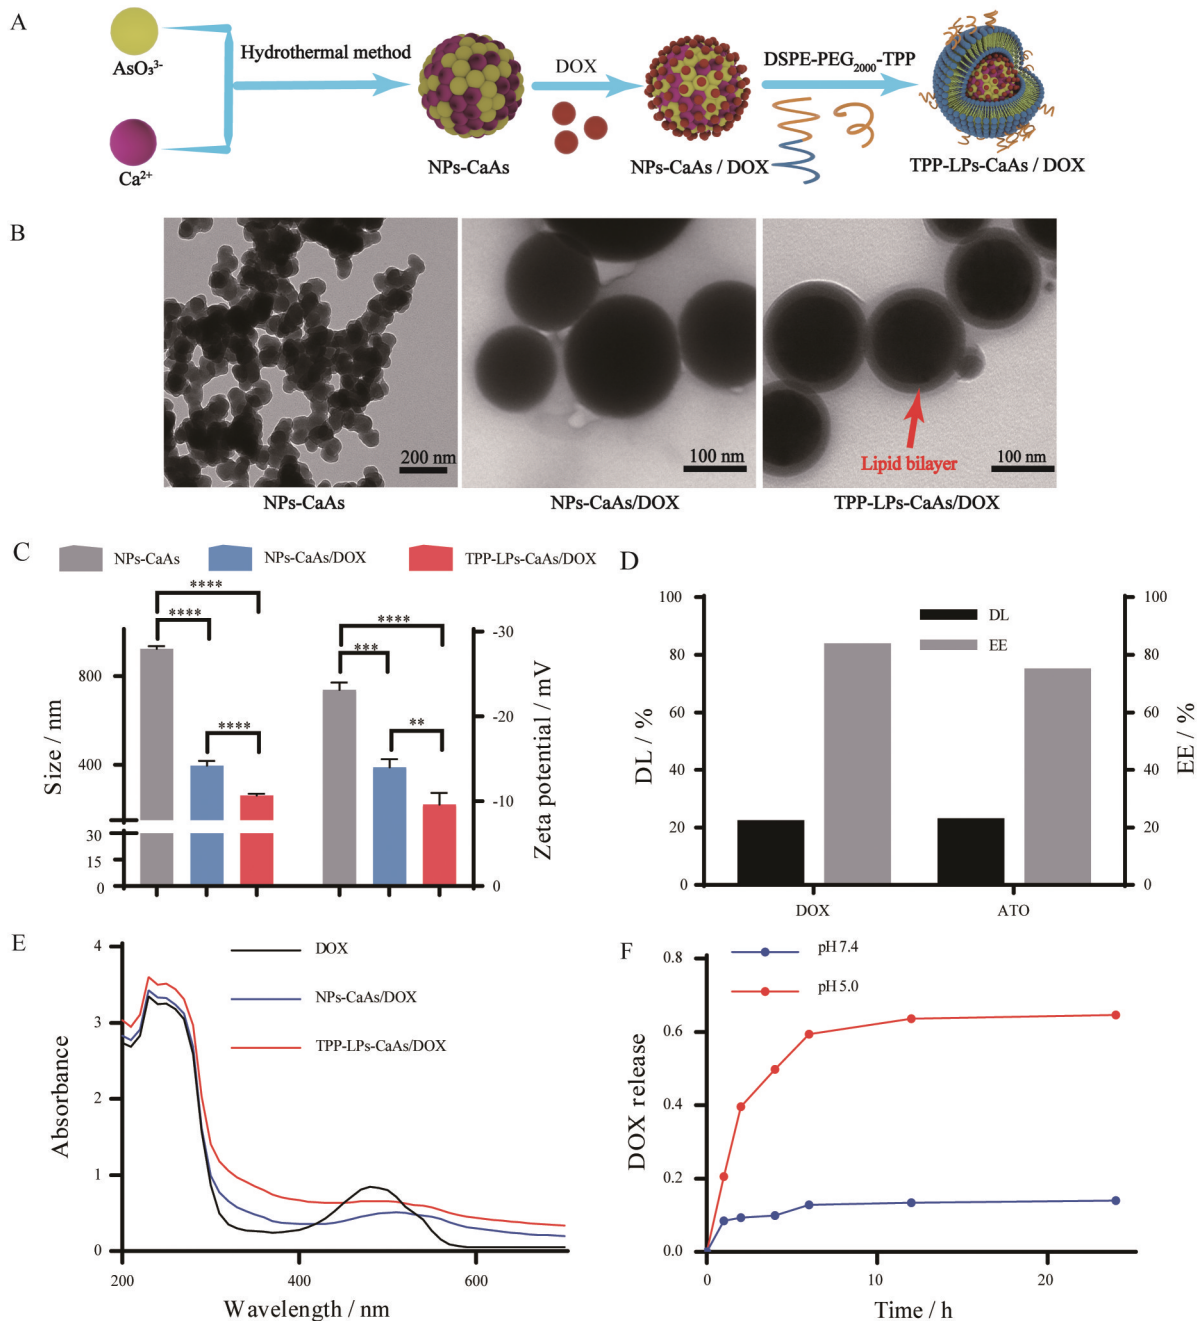 A
AsO₃³⁻
Ca²⁺
Hydrothermal method
NPs-CaAs
DOX
NPs-CaAs / DOX
DSPE-PEG₂₀₀₀-TPP
TPP-LPs-CaAs / DOX
B
200 nm
100 nm
Lipid bilayer
100 nm
NPs-CaAs
NPs-CaAs/DOX
TPP-LPs-CaAs/DOX
C
NPs-CaAs
NPs-CaAs/DOX
TPP-LPs-CaAs/DOX
Size / nm
800
400
30
15
0
****
****
****
****
***
**
-30
-20
-10
0
Zeta potential / mV
D
DL / %
100
80
60
40
20
0
DL
EE
100
80
60
40
20
0
EE / %
DOX
ATO
E
Absorbance
4
3
2
1
0
DOX
NPs-CaAs/DOX
TPP-LPs-CaAs/DOX
200
400
600
Wavelength / nm
F
DOX release
0.8
0.6
0.4
0.2
0.0
pH 7.4
pH 5.0
0
10
20
Time / h